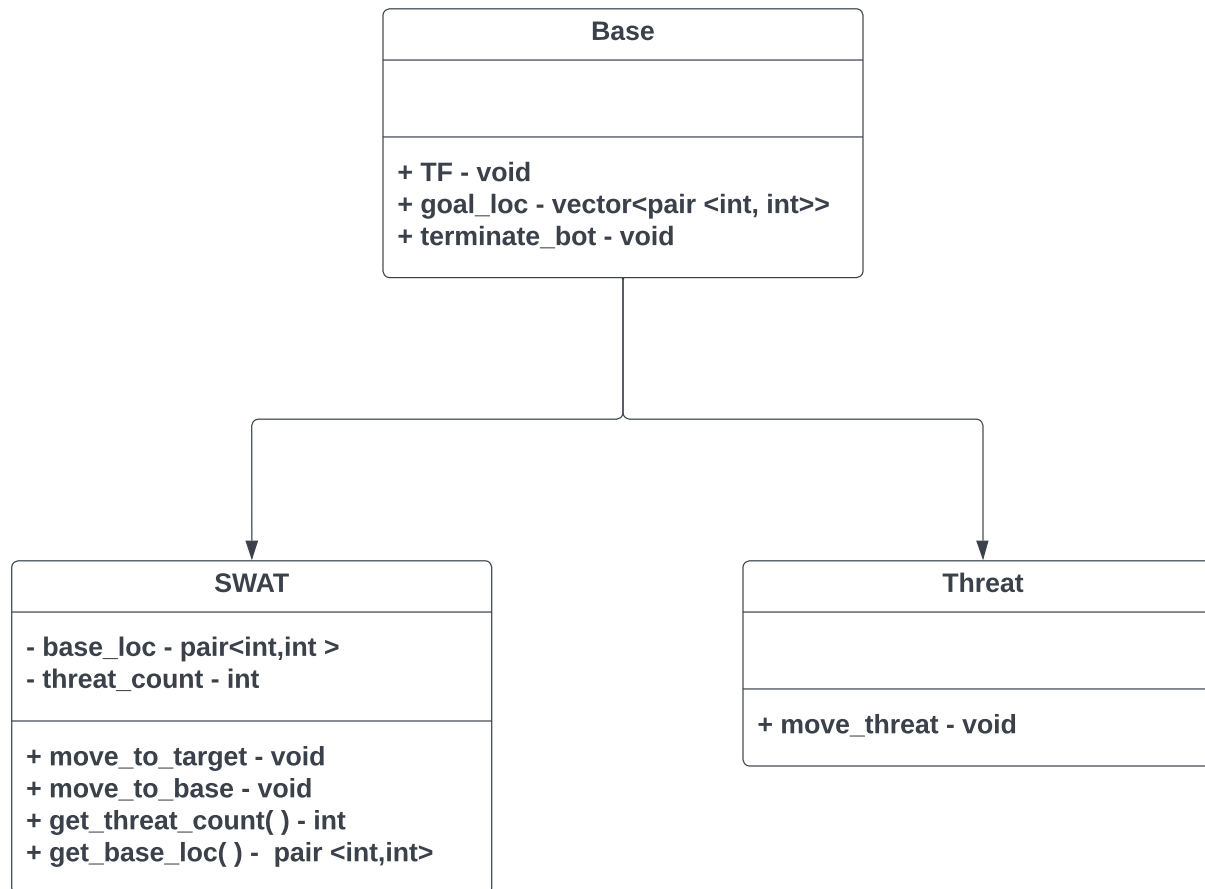 Base
+ TF - void
+ goal_loc - vector<pair <int, int>>
+ terminate_bot - void
SWAT
- base_loc - pair<int,int >
- threat_count - int
+ move_to_target - void
+ move_to_base - void
+ get_threat_count( ) - int
+ get_base_loc( ) -  pair <int,int>
Threat
+ move_threat - void